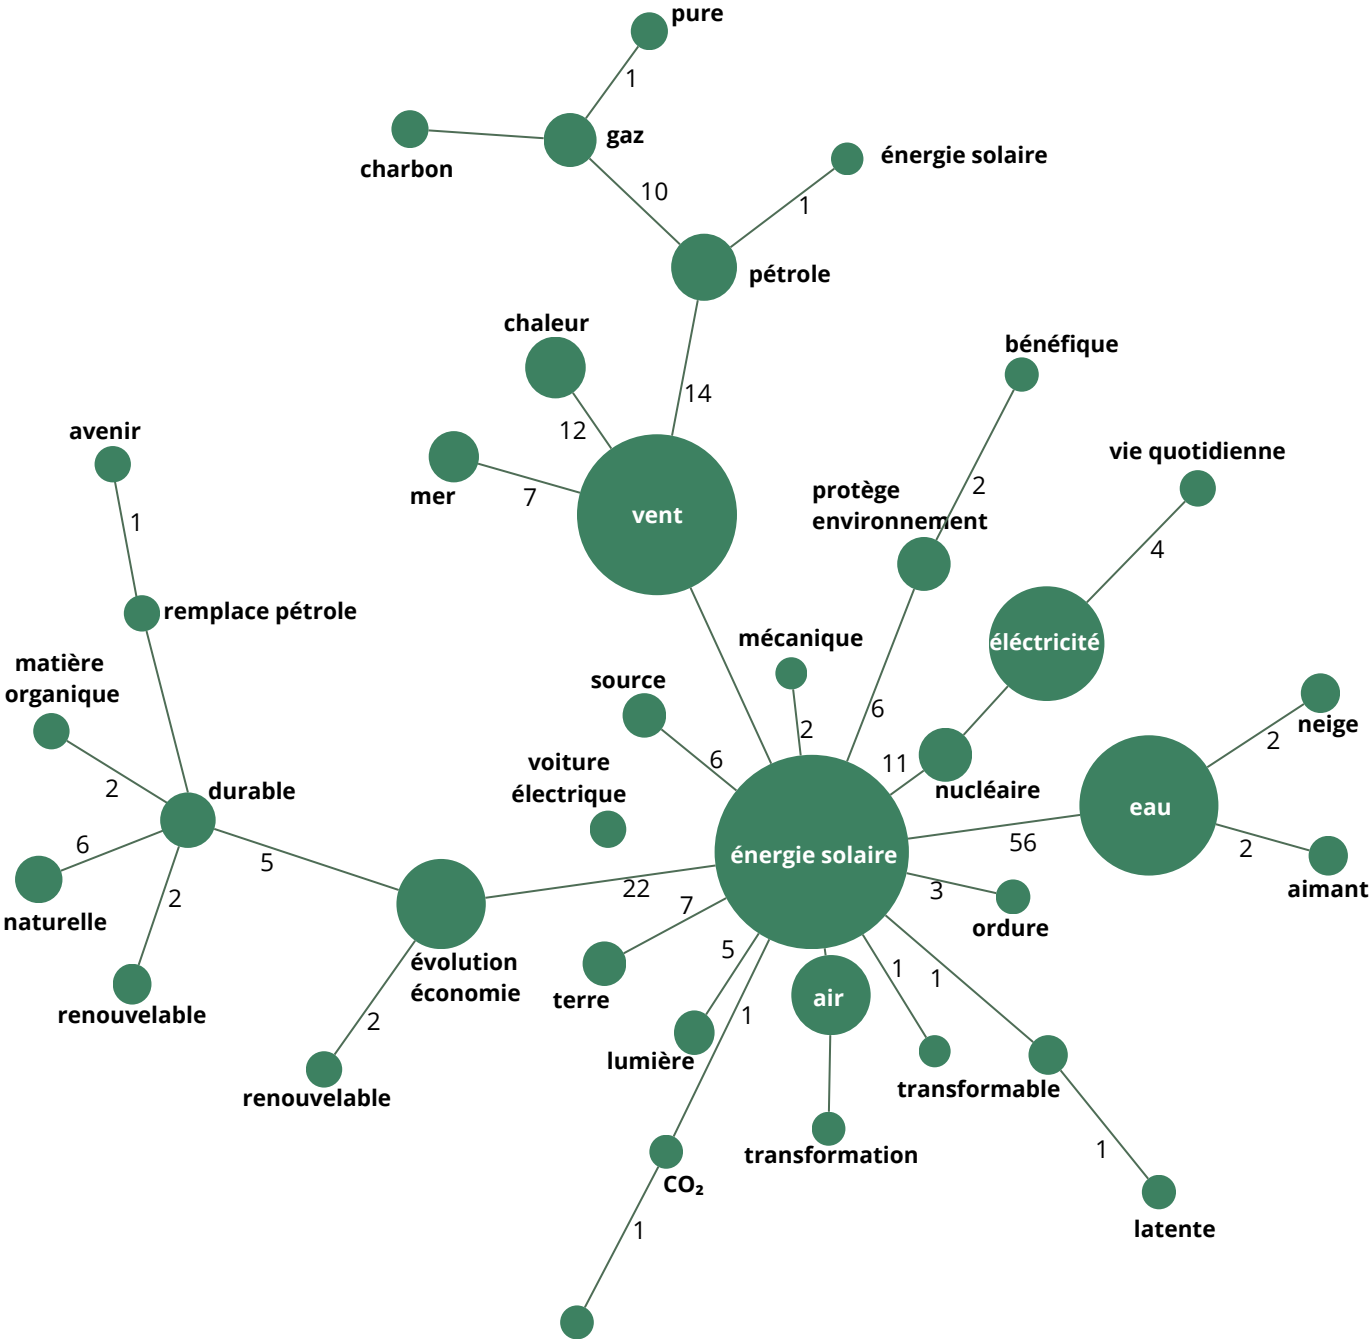 pure
1
gaz
charbon
énergie solaire
10
1
pétrole
chaleur
14
12
bénéfique
avenir
mer
7
vent
protège
environnement
2
vie quotidienne
4
1
remplace pétrole
mécanique
éléctricité
matière
organique
source
6
2
6
neige
2
voiture
électrique
11
nucléaire
durable
2
eau
énergie solaire
56
6
5
2
aimant
22
3
naturelle
2
7
ordure
renouvelable
évolution
économie
terre
5
1
1
air
2
1
lumière
renouvelable
transformable
transformation
1
CO₂
latente
1